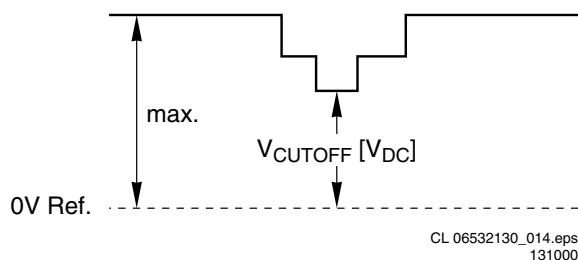 max.
VCUTOFF [VDC]
0V Ref.
CL 06532130_014.eps
131000